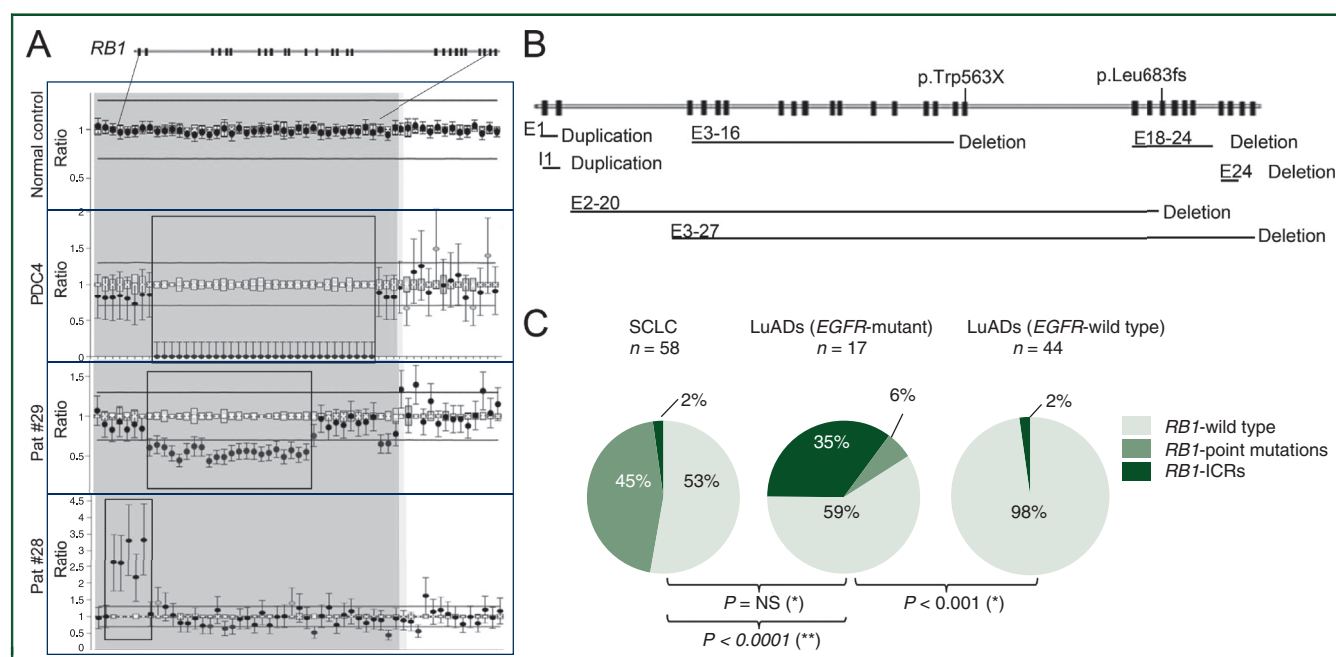 A
RB1
Normal control
Ratio
1
0.5
PDC4
Ratio
2
1.5
1
0.5
0
Pat #29
Ratio
1.5
1
0.5
0
Pat #28
Ratio
4.5
4
3.5
3
2.5
2
1.5
1
0.5
0
B
p.Trp563X
p.Leu683fs
E1
Duplication
E3-16
Deletion
E18-24
Deletion
I1
Duplication
E24
Deletion
E2-20
Deletion
E3-27
Deletion
C
SCLC
n = 58
LuADs (EGFR-mutant)
n = 17
LuADs (EGFR-wild type)
n = 44
2%
45%
53%
6%
35%
59%
2%
98%
RB1-wild type
RB1-point mutations
RB1-ICRs
P = NS (*)
P < 0.001 (*)
P < 0.0001 (**)